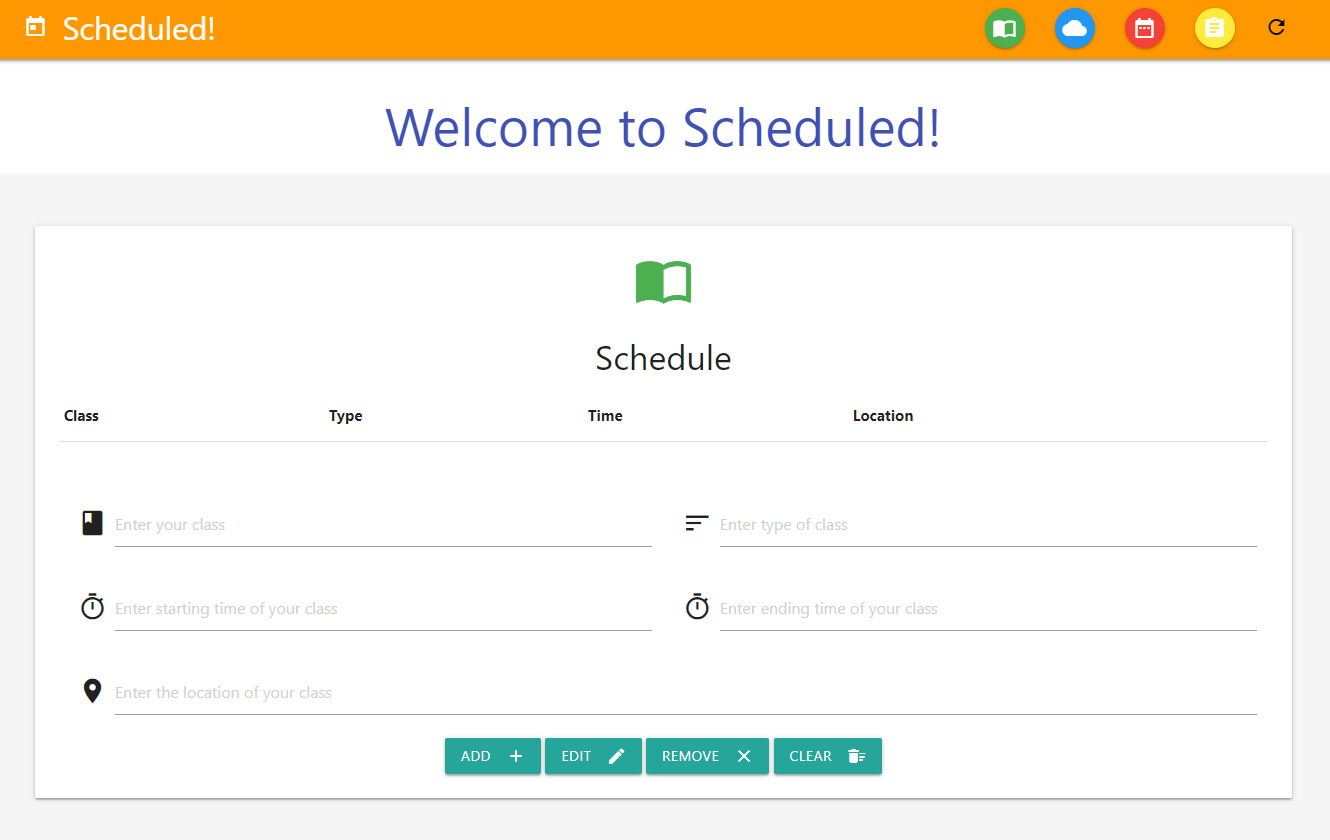 Scheduled!
Welcome to Scheduled!
Schedule
Class Type Time Location
Enter your class Enter type of class
Enter starting time of your class Enter ending time of your class
Enter the location of your class
ADD EDIT REMOVE CLEAR